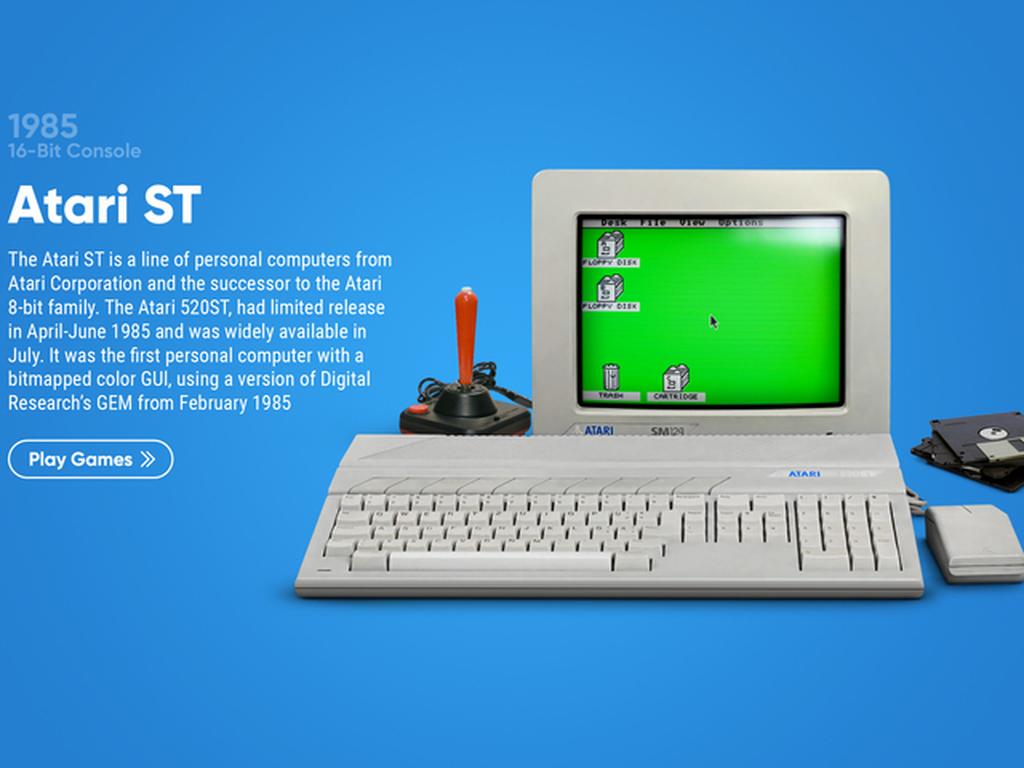 1985
16-Bit Console
Atari ST
The Atari ST is a line of personal computers from
Atari Corporation and the successor to the Atari
8-bit family. The Atari 520ST, had limited release
in April-June 1985 and was widely available in
July. It was the first personal computer with a
bitmapped color GUI, using a version of Digital
Research's GEM from February 1985
Play Games
Desk File View Options
FLOPPY DISK
FLOPPY DISK
TRASH CARTRIDGE
ATARI SM124
ATARI